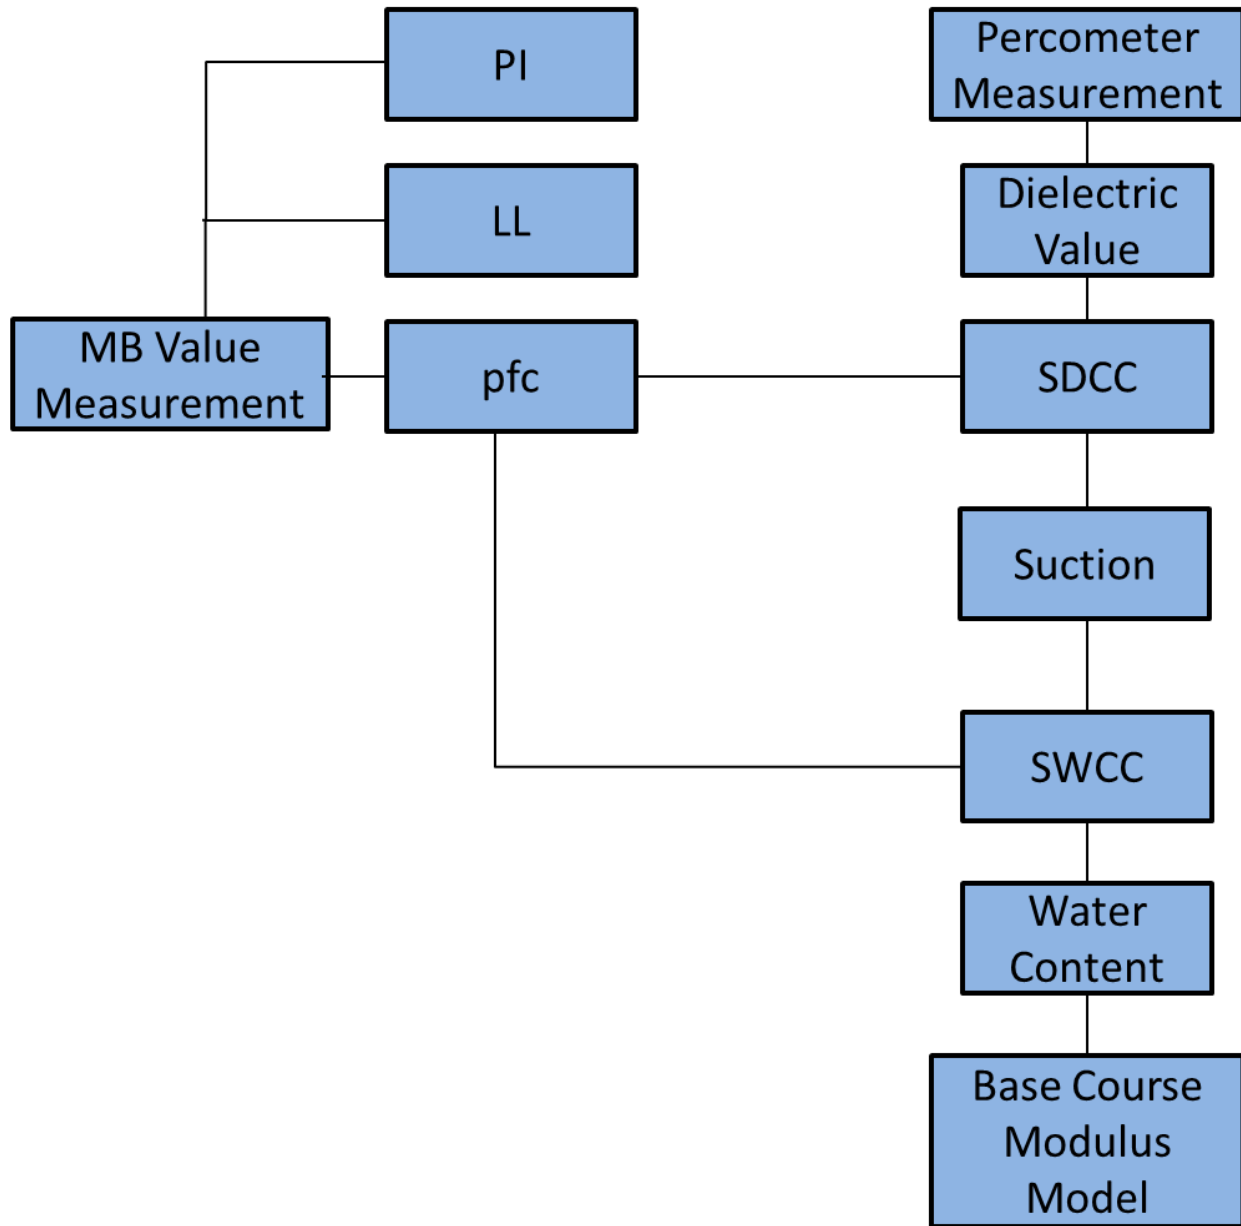 PI
Percometer
Measurement
LL
Dielectric
Value
MB Value
Measurement
pfc
SDCC
Suction
SWCC
Water
Content
Base Course
Modulus
Model